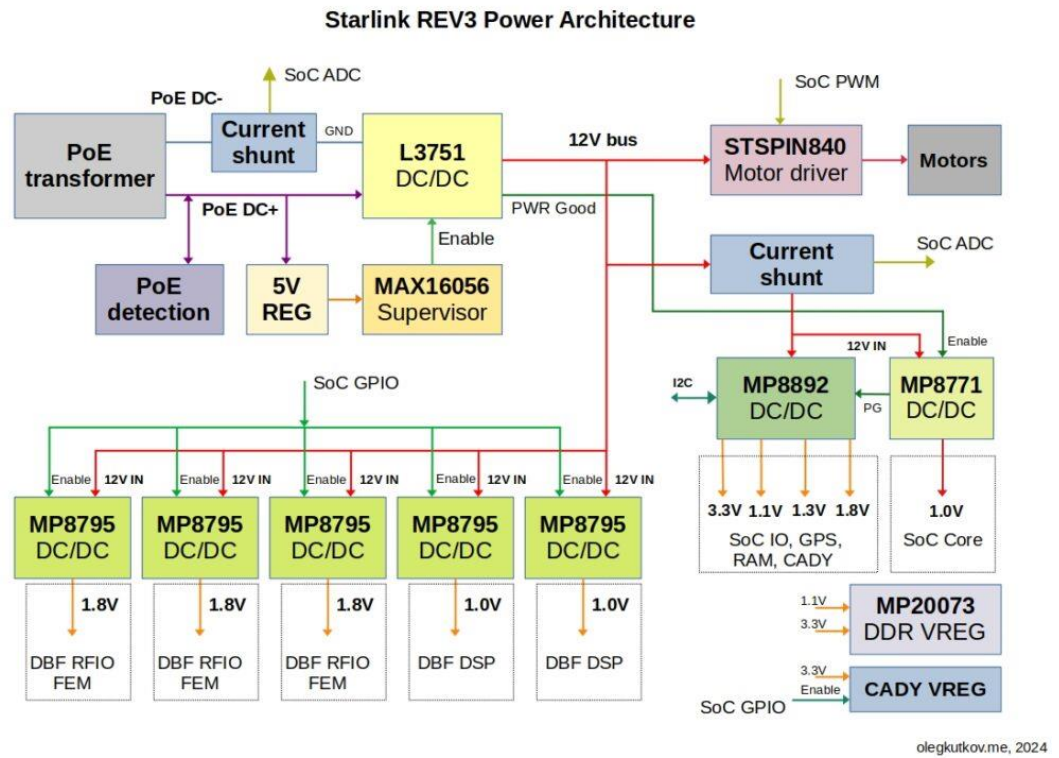 Starlink REV3 Power Architecture
SoC ADC
PoE DC-
PoE
transformer
Current
shunt
GND
L3751
DC/DC
12V bus
SoC PWM
STSPIN840
Motor driver
Motors
PoE DC+
PWR Good
Enable
PoE
detection
5V
REG
MAX16056
Supervisor
Current
shunt
SoC ADC
12V IN
Enable
SoC GPIO
I2C
MP8892
DC/DC
PG
MP8771
DC/DC
Enable
12V IN
Enable
12V IN
Enable
12V IN
Enable
12V IN
Enable
12V IN
MP8795
DC/DC
MP8795
DC/DC
MP8795
DC/DC
MP8795
DC/DC
MP8795
DC/DC
3.3V
1.1V
1.3V
1.8V
SoC IO, GPS,
RAM, CADY
1.0V
SoC Core
1.8V
DBF RFIO
FEM
1.8V
DBF RFIO
FEM
1.8V
DBF RFIO
FEM
1.0V
DBF DSP
1.0V
DBF DSP
1.1V
3.3V
MP20073
DDR VREG
3.3V
Enable
SoC GPIO
CADY VREG
olegkutkov.me, 2024